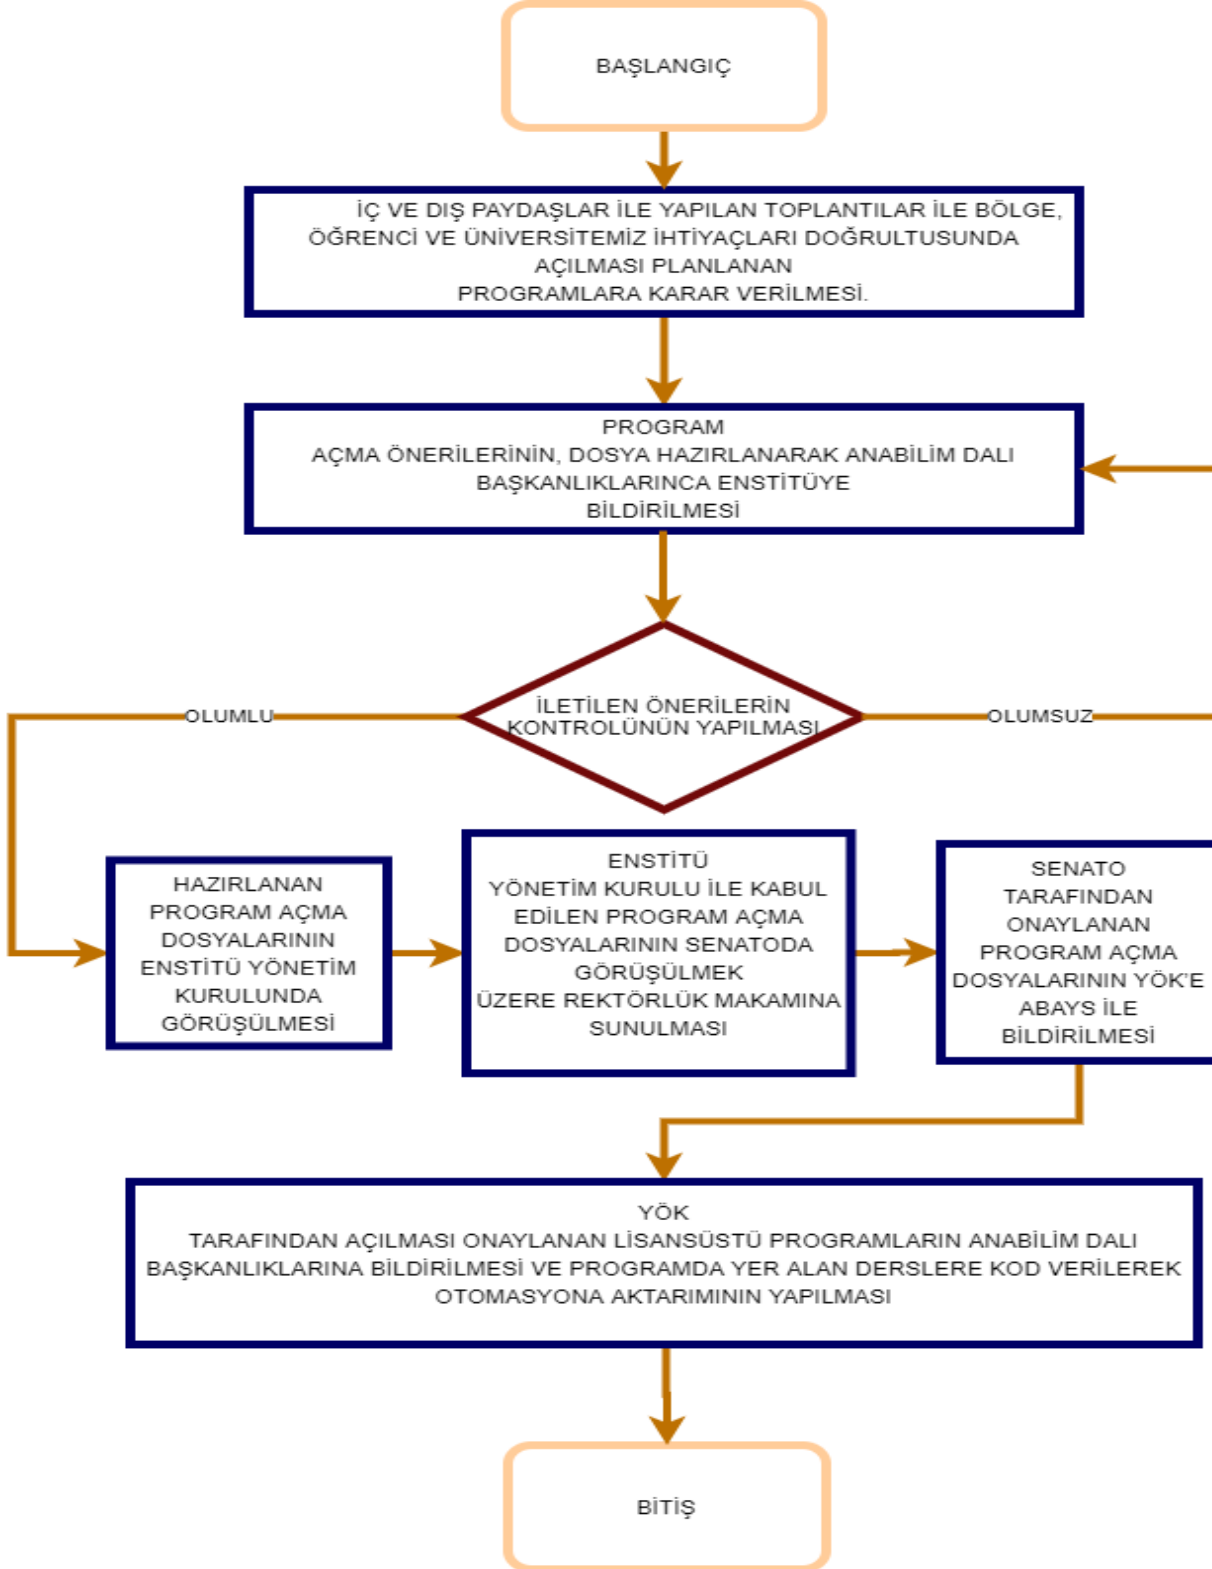 BAŞLANGIÇ
İÇ VE DIŞ PAYDAŞLAR İLE YAPILAN TOPLANTILAR İLE BÖLGE,
ÖĞRENCİ VE ÜNİVERSİTEMİZ İHTİYAÇLARI DOĞRULTUSUNDA
AÇILMASI PLANLANAN
PROGRAMLARA KARAR VERİLMESİ.
PROGRAM
AÇMA ÖNERİLERİNİN, DOSYA HAZIRLANARAK ANABİLİM DALI
BAŞKANLIKLARINCA ENSTİTÜYE
BİLDİRİLMESİ
İLETİLEN ÖNERİLERİN
KONTROLÜNÜN YAPILMASI
OLUMLU
OLUMSUZ
HAZIRLANAN
PROGRAM AÇMA
DOSYALARININ
ENSTİTÜ YÖNETİM
KURULUNDA
GÖRÜŞÜLMESİ
ENSTİTÜ
YÖNETİM KURULU İLE KABUL
EDİLEN PROGRAM AÇMA
DOSYALARININ SENATODA
GÖRÜŞÜLMEK
ÜZERE REKTÖRLÜK MAKAMINA
SUNULMASI
SENATO
TARAFINDAN
ONAYLANAN
PROGRAM AÇMA
DOSYALARININ YÖK'E
ABAYS İLE
BİLDİRİLMESİ
YÖK
TARAFINDAN AÇILMASI ONAYLANAN LİSANSÜSTÜ PROGRAMLARIN ANABİLİM DALI
BAŞKANLIKLARINA BİLDİRİLMESİ VE PROGRAMDA YER ALAN DERSLERE KOD VERİLEREK
OTOMASYONA AKTARIMININ YAPILMASI
BİTİŞ